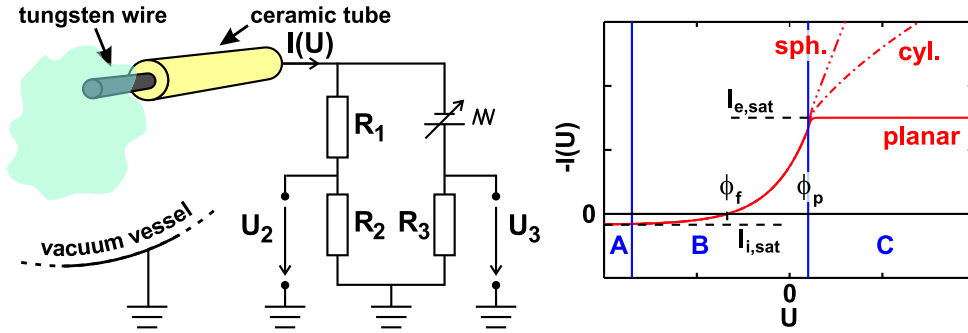 tungsten wire
ceramic tube
I(U)
R1
R2
R3
U2
U3
vacuum vessel
-I(U)
sph.
cyl.
Ie,sat
planar
ϕf
ϕp
0
A
B
Ii,sat
C
0
U